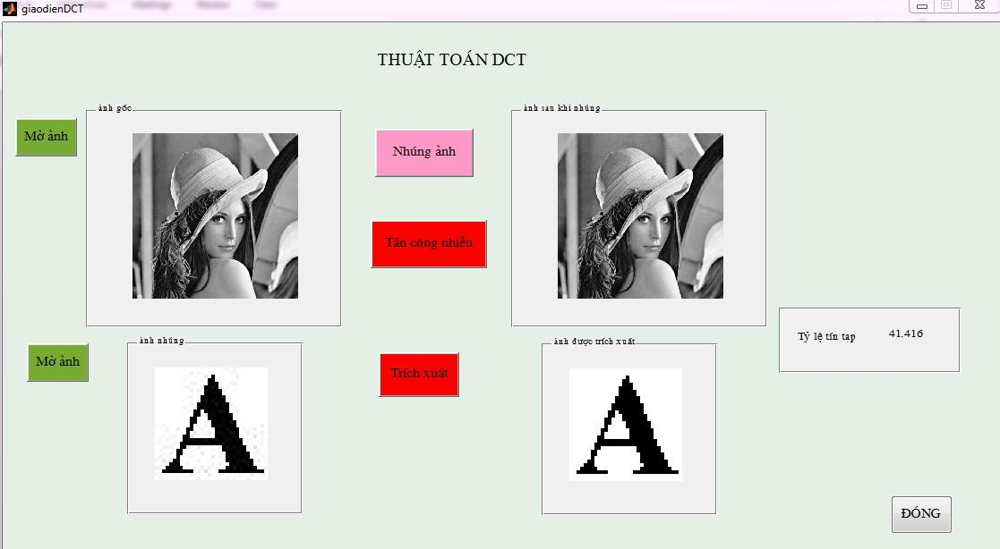 giaodienDCT
THUẬT TOÁN DCT
ảnh gốc
ảnh sau khi nhúng
Mở ảnh
Nhúng ảnh
Tấn công nhiễu
Tỷ lệ tín tạp
41.416
ảnh nhúng
ảnh được trích xuất
Mở ảnh
Trích xuất
A
A
ĐÓNG